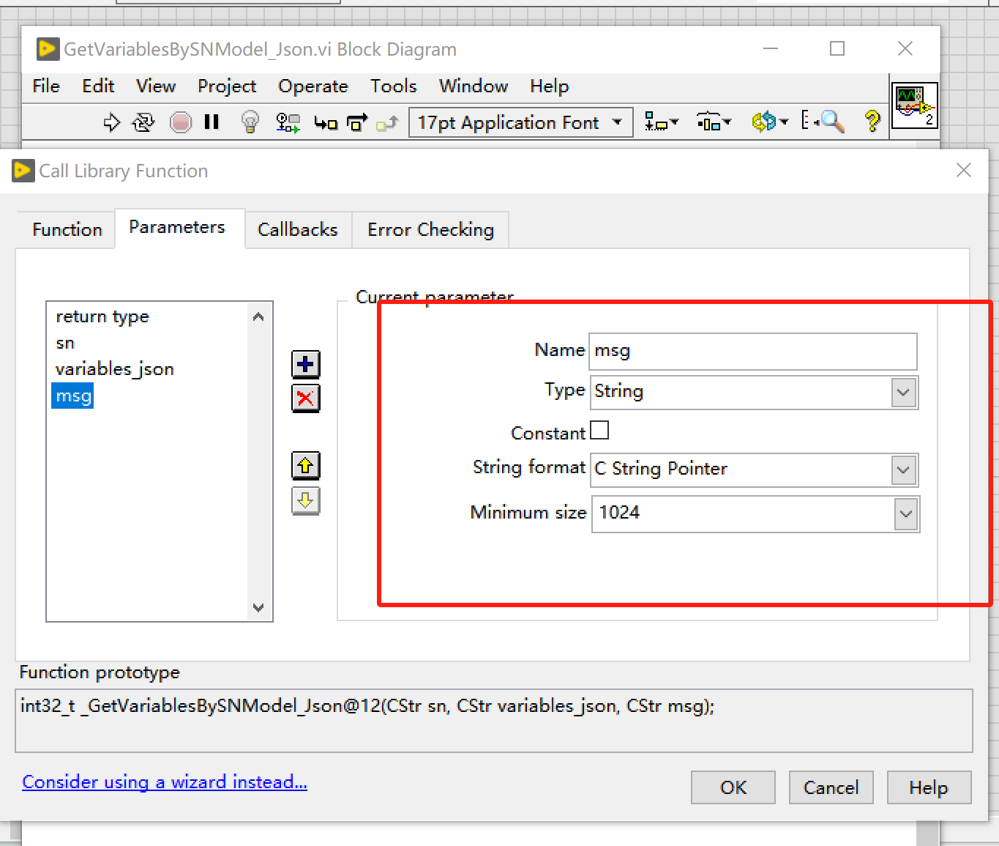 GetVariablesBySNModel_Json.vi Block Diagram
File Edit View Project Operate Tools Window Help
17pt Application Font
2
Call Library Function
Function Parameters Callbacks Error Checking
Current parameter
return type
sn
variables_json
msg
Name msg
Type String
Constant
String format C String Pointer
Minimum size 1024
Function prototype
int32_t _GetVariablesBySNModel_Json@12(CStr sn, CStr variables_json, CStr msg);
Consider using a wizard instead...
OK Cancel Help